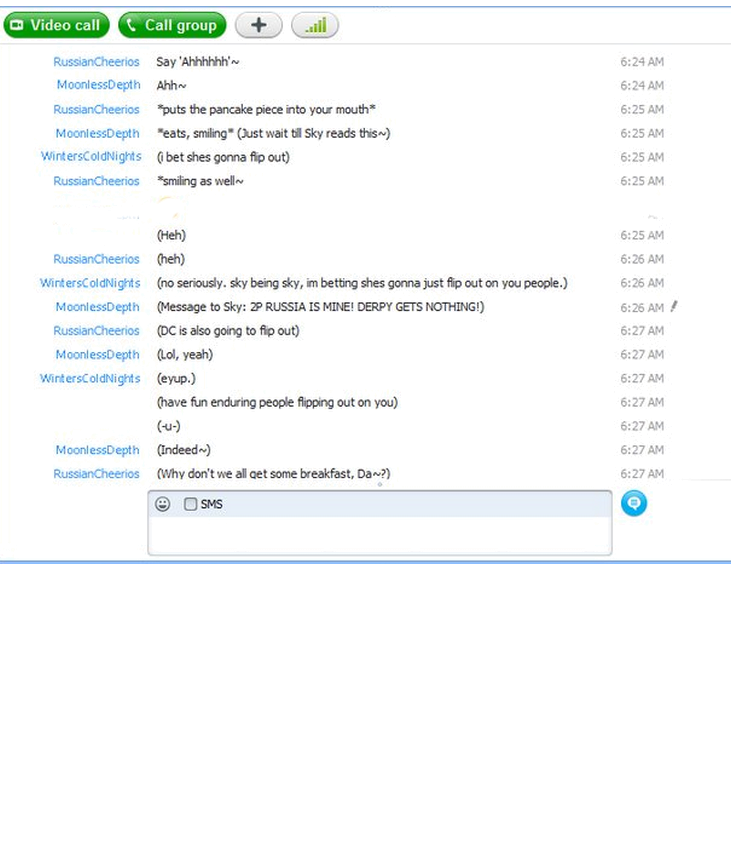 Video call Call group
RussianCheerios Say 'Ahhhhhh'~ 6:24 AM
MoonlessDepth Ahh~ 6:24 AM
RussianCheerios *puts the pancake piece into your mouth* 6:25 AM
MoonlessDepth *eats, smiling* (Just wait till Sky reads this~) 6:25 AM
WintersColdNights (i bet shes gonna flip out) 6:25 AM
RussianCheerios *smiling as well~ 6:25 AM
(Heh) 6:25 AM
RussianCheerios (heh) 6:26 AM
WintersColdNights (no seriously. sky being sky, im betting shes gonna just flip out on you people.) 6:26 AM
MoonlessDepth (Message to Sky: 2P RUSSIA IS MINE! DERPY GETS NOTHING!) 6:26 AM
RussianCheerios (DC is also going to flip out) 6:27 AM
MoonlessDepth (Lol, yeah) 6:27 AM
WintersColdNights (eyup.) 6:27 AM
(have fun enduring people flipping out on you) 6:27 AM
(-u-) 6:27 AM
MoonlessDepth (Indeed~) 6:27 AM
RussianCheerios (Why don't we all get some breakfast, Da~?) 6:27 AM
SMS